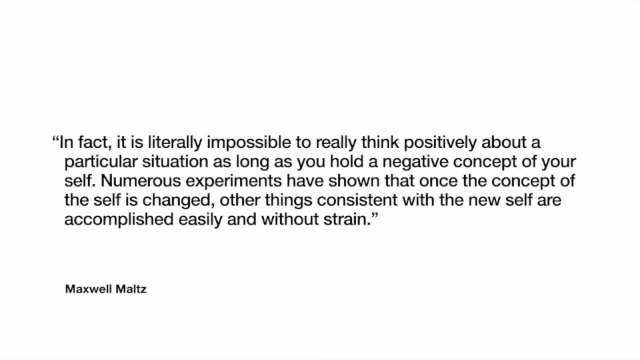 “In fact, it is literally impossible to really think positively about a
particular situation as long as you hold a negative concept of your
self. Numerous experiments have shown that once the concept of
the self is changed, other things consistent with the new self are
accomplished easily and without strain.”
Maxwell Maltz